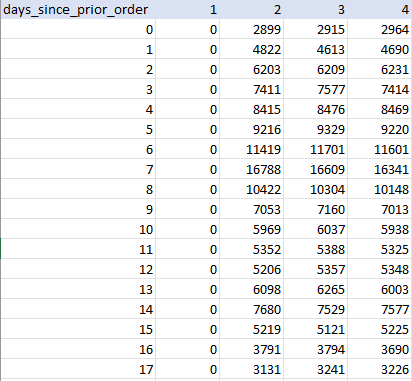 days_since_prior_order 1 2 3 4
0 0 2899 2915 2964
1 0 4822 4613 4690
2 0 6203 6209 6231
3 0 7411 7577 7414
4 0 8415 8476 8469
5 0 9216 9329 9220
6 0 11419 11701 11601
7 0 16788 16609 16341
8 0 10422 10304 10148
9 0 7053 7160 7013
10 0 5969 6037 5938
11 0 5352 5388 5325
12 0 5206 5357 5348
13 0 6098 6265 6003
14 0 7680 7529 7577
15 0 5219 5121 5225
16 0 3791 3794 3690
17 0 3131 3241 3226